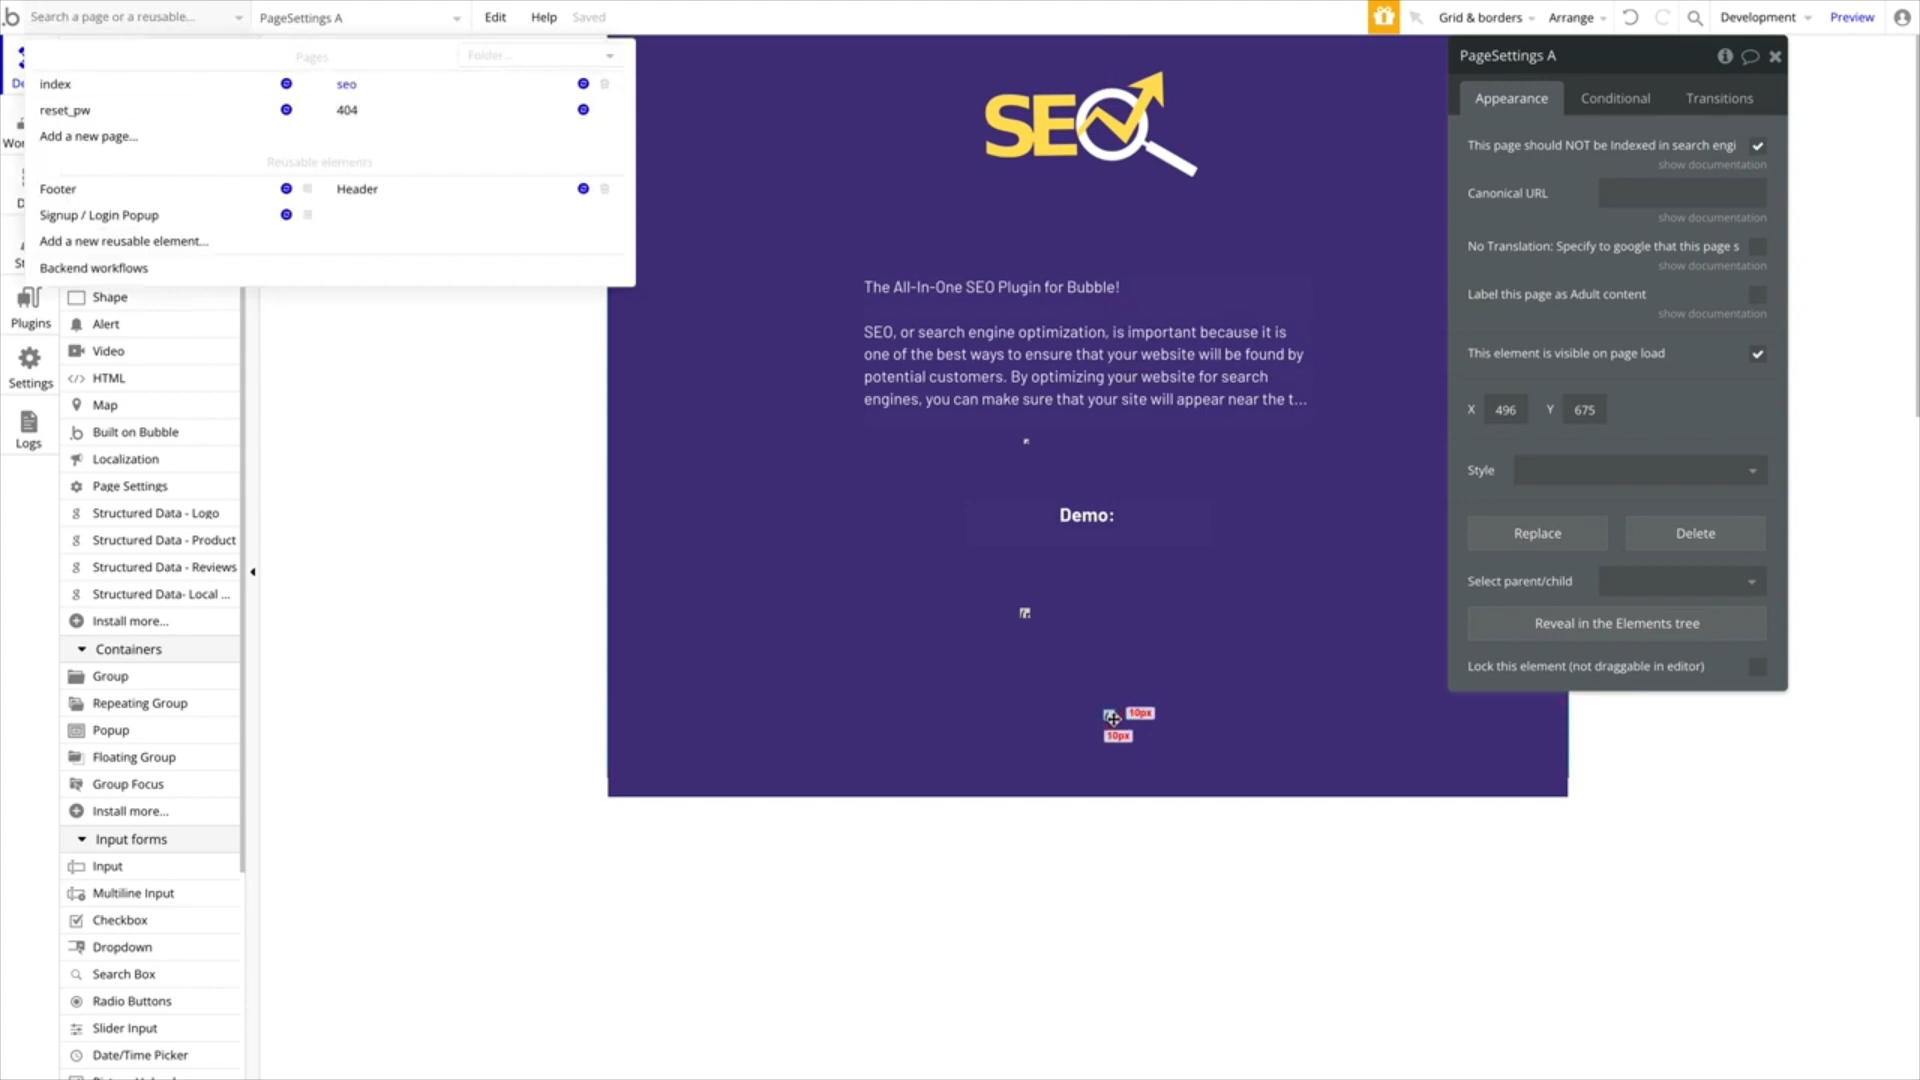 Search a page or a reusable...
PageSettings A
Edit
Help
Saved
Grid & borders
Arrange
Development
Preview
Pages
Folder...
index
seo
reset_pw
404
Add a new page...
Reusable elements
Footer
Header
Signup / Login Popup
Add a new reusable element...
Backend workflows
Plugins
Settings
Logs
Shape
Alert
Video
HTML
Map
Built on Bubble
Localization
Page Settings
Structured Data - Logo
Structured Data - Product
Structured Data - Reviews
Structured Data- Local ...
Install more...
Containers
Group
Repeating Group
Popup
Floating Group
Group Focus
Install more...
Input forms
Input
Multiline Input
Checkbox
Dropdown
Search Box
Radio Buttons
Slider Input
Date/Time Picker
SEO
The All-In-One SEO Plugin for Bubble!
SEO, or search engine optimization, is important because it is
one of the best ways to ensure that your website will be found by
potential customers. By optimizing your website for search
engines, you can make sure that your site will appear near the t...
Demo:
10px
10px
PageSettings A
Appearance
Conditional
Transitions
This page should NOT be Indexed in search engi
show documentation
Canonical URL
show documentation
No Translation: Specify to google that this page s
show documentation
Label this page as Adult content
show documentation
This element is visible on page load
X 496 Y 675
Style
Replace
Delete
Select parent/child
Reveal in the Elements tree
Lock this element (not draggable in editor)